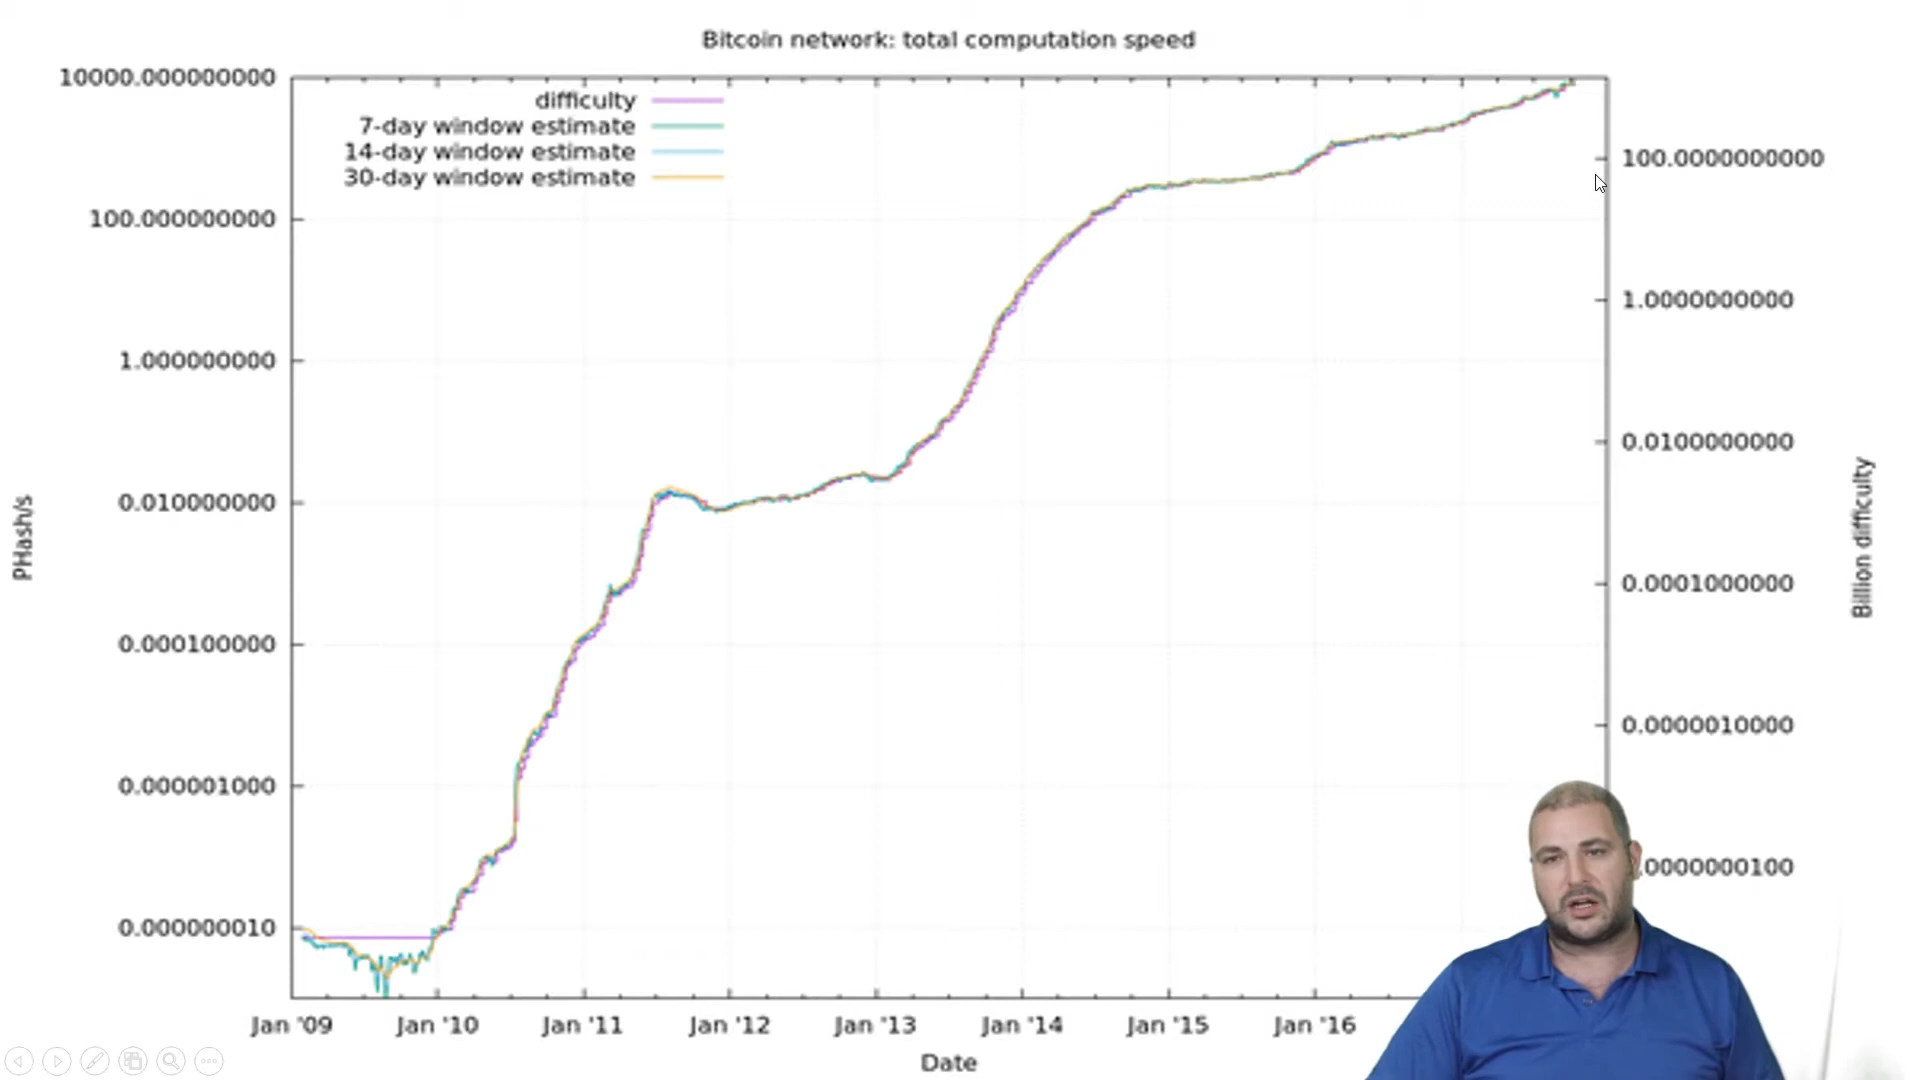 Bitcoin network: total computation speed
10000.000000000
100.000000000
1.000000000
0.010000000
0.000100000
0.000001000
0.000000010
difficulty
7-day window estimate
14-day window estimate
30-day window estimate
100.0000000000
1.0000000000
0.0100000000
0.0001000000
0.0000010000
.0000000100
PHash/s
Billion difficulty
Jan '09 Jan '10 Jan '11 Jan '12 Jan '13 Jan '14 Jan '15 Jan '16
Date